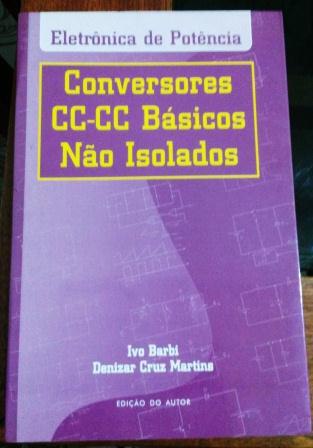 Eletrônica de Potência
Conversores
CC-CC Básicos
Não Isolados
Ivo Barbi
Denizar Cruz Martins
EDIÇÃO DO AUTOR